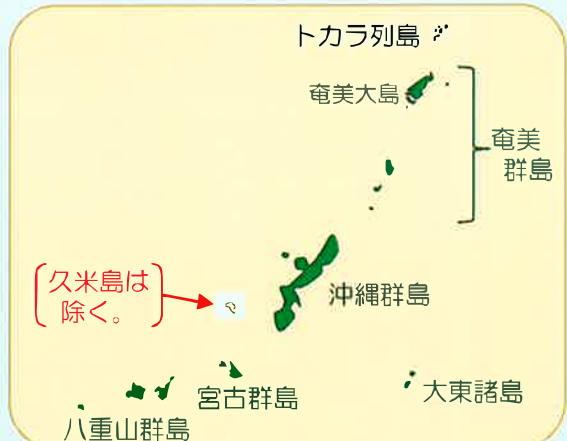 トカラ列島
奄美大島
奄美
群島
久米島は
除く。
沖縄群島
宮古群島
大東諸島
八重山群島